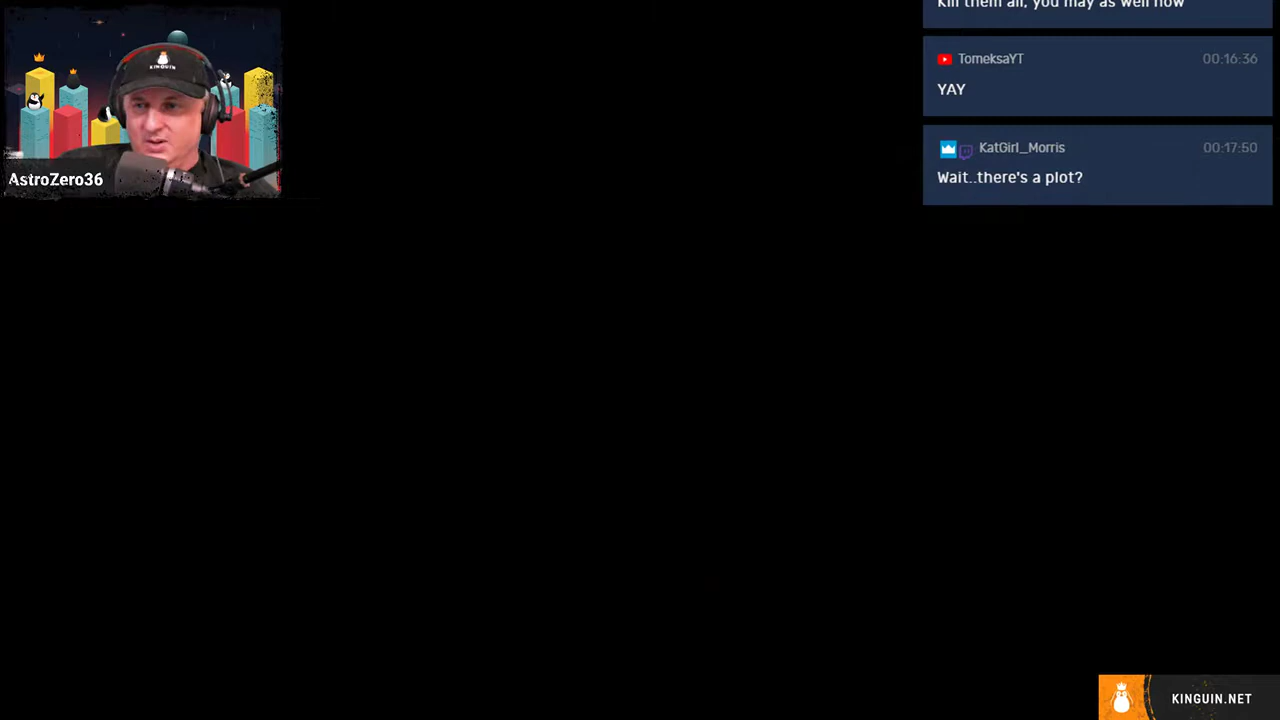 Kill them all, you may as well now
TomeksaYT 00:16:36
YAY
KatGirl_Morris 00:17:50
Wait..there's a plot?
KINGUIN
AstroZero36
KINGUIN.NET